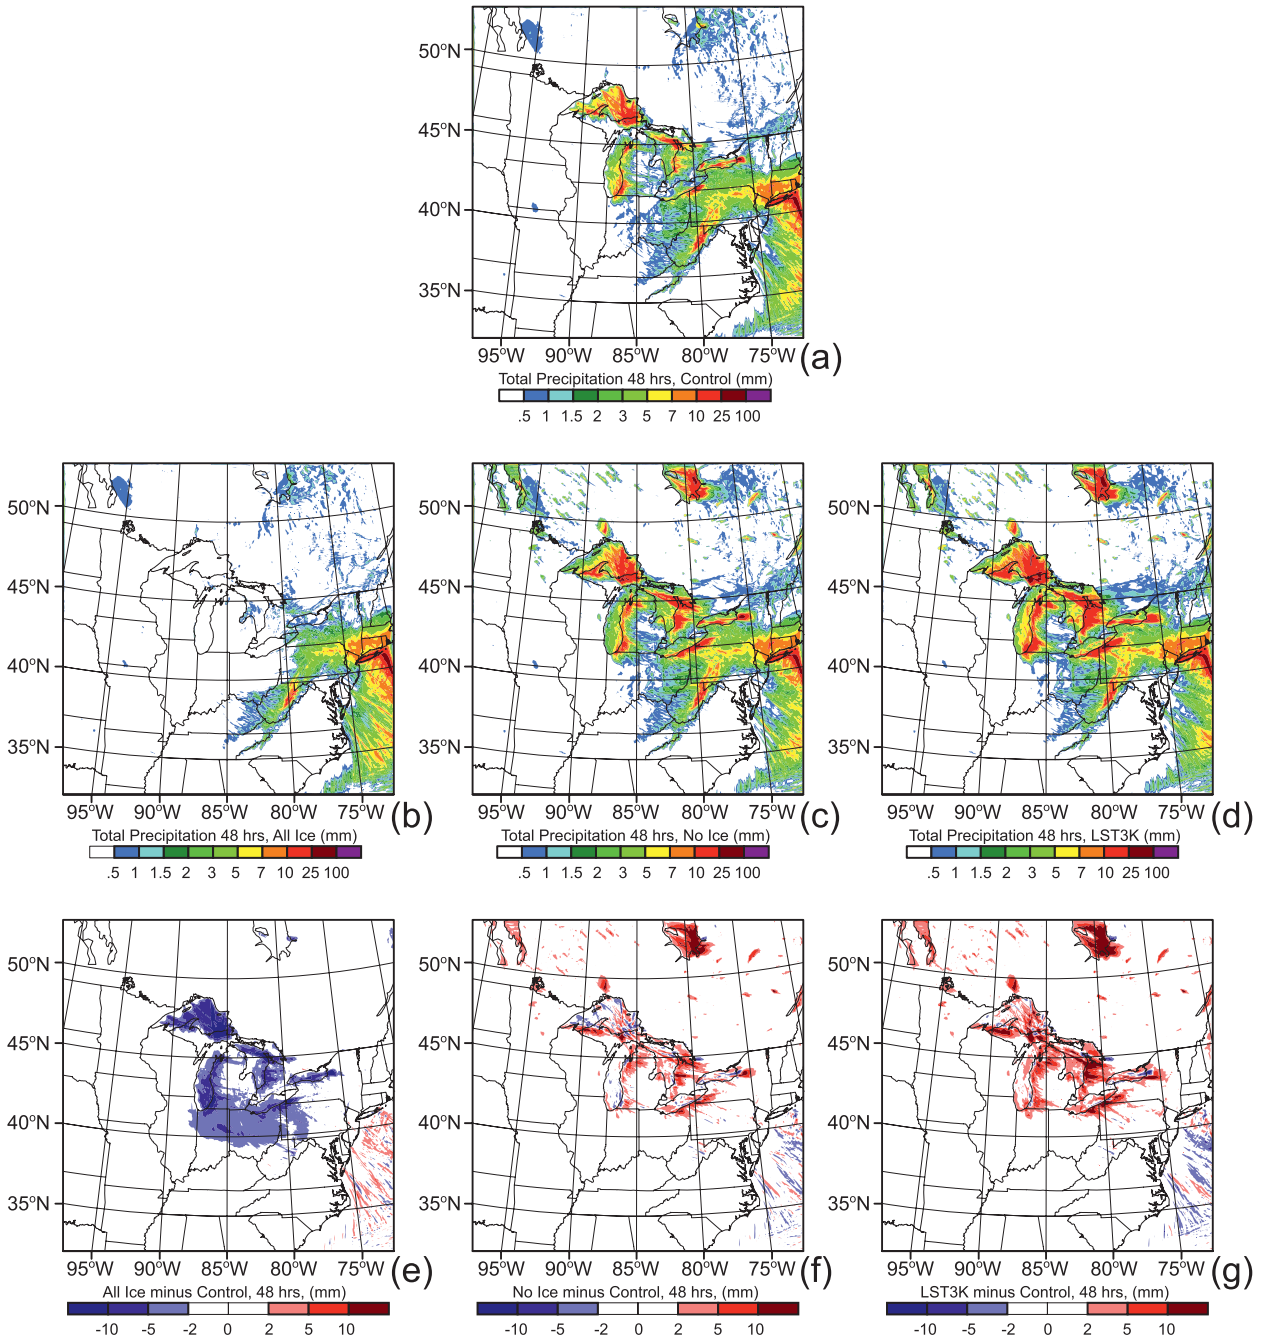 50°N
45°N
40°N
35°N
95°W 90°W 85°W 80°W 75°W (a)
Total Precipitation 48 hrs, Control (mm)
.5 1 1.5 2 3 5 7 10 25 100
50°N
45°N
40°N
35°N
95°W 90°W 85°W 80°W 75°W (b)
Total Precipitation 48 hrs, All Ice (mm)
.5 1 1.5 2 3 5 7 10 25 100
50°N
45°N
40°N
35°N
95°W 90°W 85°W 80°W 75°W (c)
Total Precipitation 48 hrs, No Ice (mm)
.5 1 1.5 2 3 5 7 10 25 100
50°N
45°N
40°N
35°N
95°W 90°W 85°W 80°W 75°W (d)
Total Precipitation 48 hrs, LST3K (mm)
.5 1 1.5 2 3 5 7 10 25 100
50°N
45°N
40°N
35°N
95°W 90°W 85°W 80°W 75°W (e)
All Ice minus Control, 48 hrs, (mm)
-10 -5 -2 0 2 5 10
50°N
45°N
40°N
35°N
95°W 90°W 85°W 80°W 75°W (f)
No Ice minus Control, 48 hrs, (mm)
-10 -5 -2 0 2 5 10
50°N
45°N
40°N
35°N
95°W 90°W 85°W 80°W 75°W (g)
LST3K minus Control, 48 hrs, (mm)
-10 -5 -2 0 2 5 10